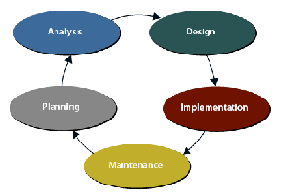 Analysis
Design
Implementation
Maintenance
Planning